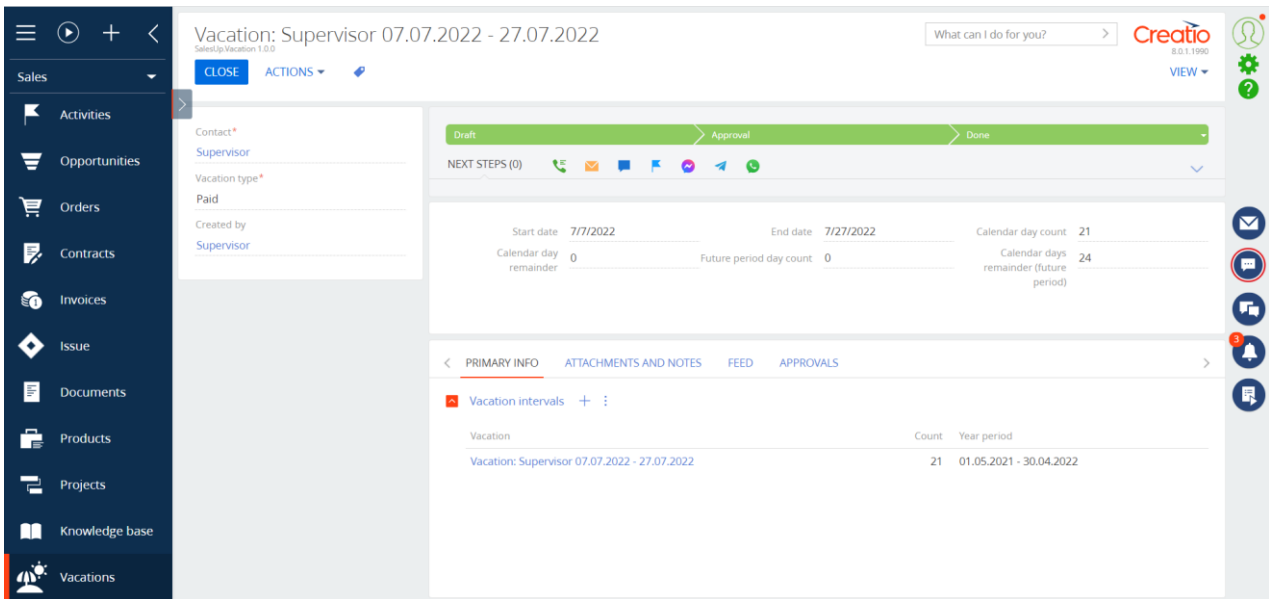 Vacation: Supervisor 07.07.2022 - 27.07.2022
SalesUp.Vacation 1.0.0
What can I do for you?
Creatio
8.0.1.1990
CLOSE
ACTIONS
VIEW
Sales
Activities
Opportunities
Orders
Contracts
Invoices
Issue
Documents
Products
Projects
Knowledge base
Vacations
Contact*
Supervisor
Vacation type*
Paid
Created by
Supervisor
Draft
Approval
Done
NEXT STEPS (0)
Start date 7/7/2022
End date 7/27/2022
Calendar day count 21
Calendar day
remainder
0
Future period day count 0
Calendar days
remainder (future
period)
24
PRIMARY INFO
ATTACHMENTS AND NOTES
FEED
APPROVALS
Vacation intervals
Vacation
Count
Year period
Vacation: Supervisor 07.07.2022 - 27.07.2022
21
01.05.2021 - 30.04.2022
3